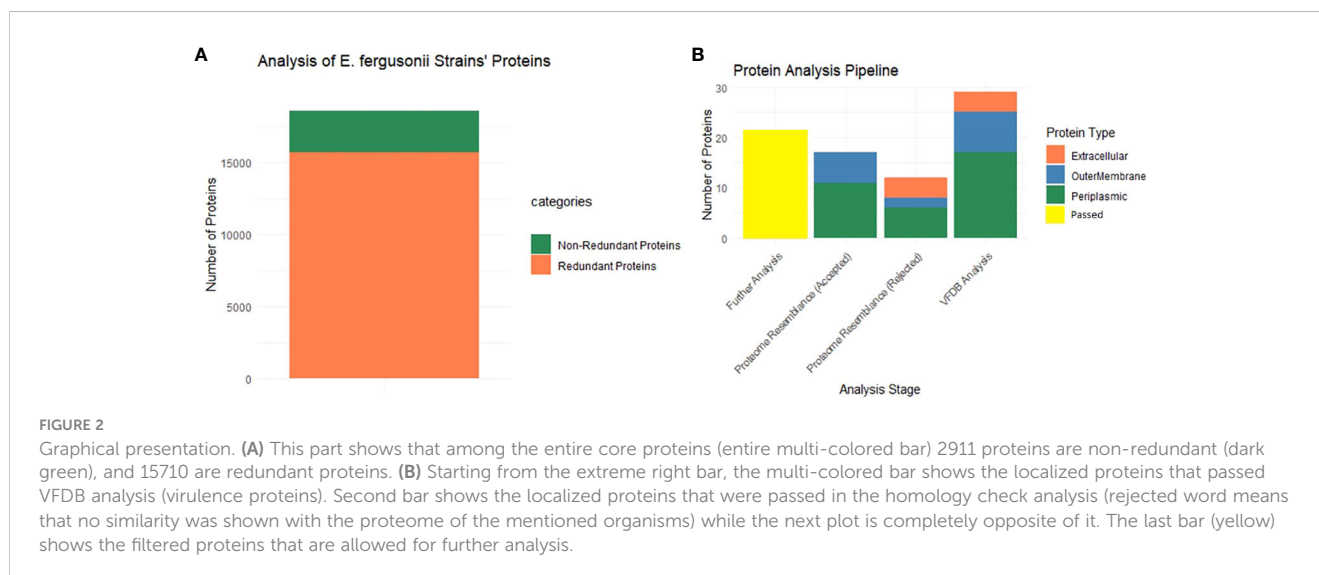 A
Analysis of E. fergusonii Strains' Proteins
Number of Proteins
15000
10000
5000
0
categories
Non-Redundant Proteins
Redundant Proteins
B
Protein Analysis Pipeline
Number of Proteins
30
20
10
0
Further Analysis
Proteome Resemblance (Accepted)
Proteome Resemblance (Rejected)
VFDB Analysis
Analysis Stage
Protein Type
Extracellular
OuterMembrane
Periplasmic
Passed
FIGURE 2
Graphical presentation. (A) This part shows that among the entire core proteins (entire multi-colored bar) 2911 proteins are non-redundant (dark
green), and 15710 are redundant proteins. (B) Starting from the extreme right bar, the multi-colored bar shows the localized proteins that passed
VFDB analysis (virulence proteins). Second bar shows the localized proteins that were passed in the homology check analysis (rejected word means
that no similarity was shown with the proteome of the mentioned organisms) while the next plot is completely opposite of it. The last bar (yellow)
shows the filtered proteins that are allowed for further analysis.